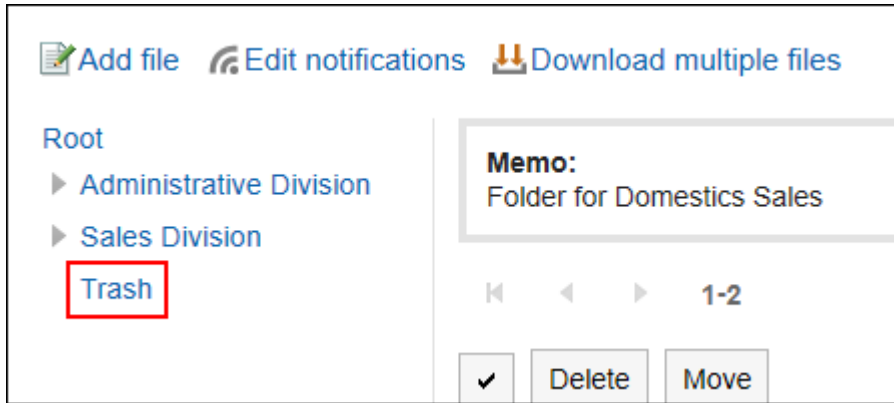 Add file Edit notifications Download multiple files
Root
Administrative Division
Sales Division
Trash
Memo:
Folder for Domestics Sales
1-2
Delete Move